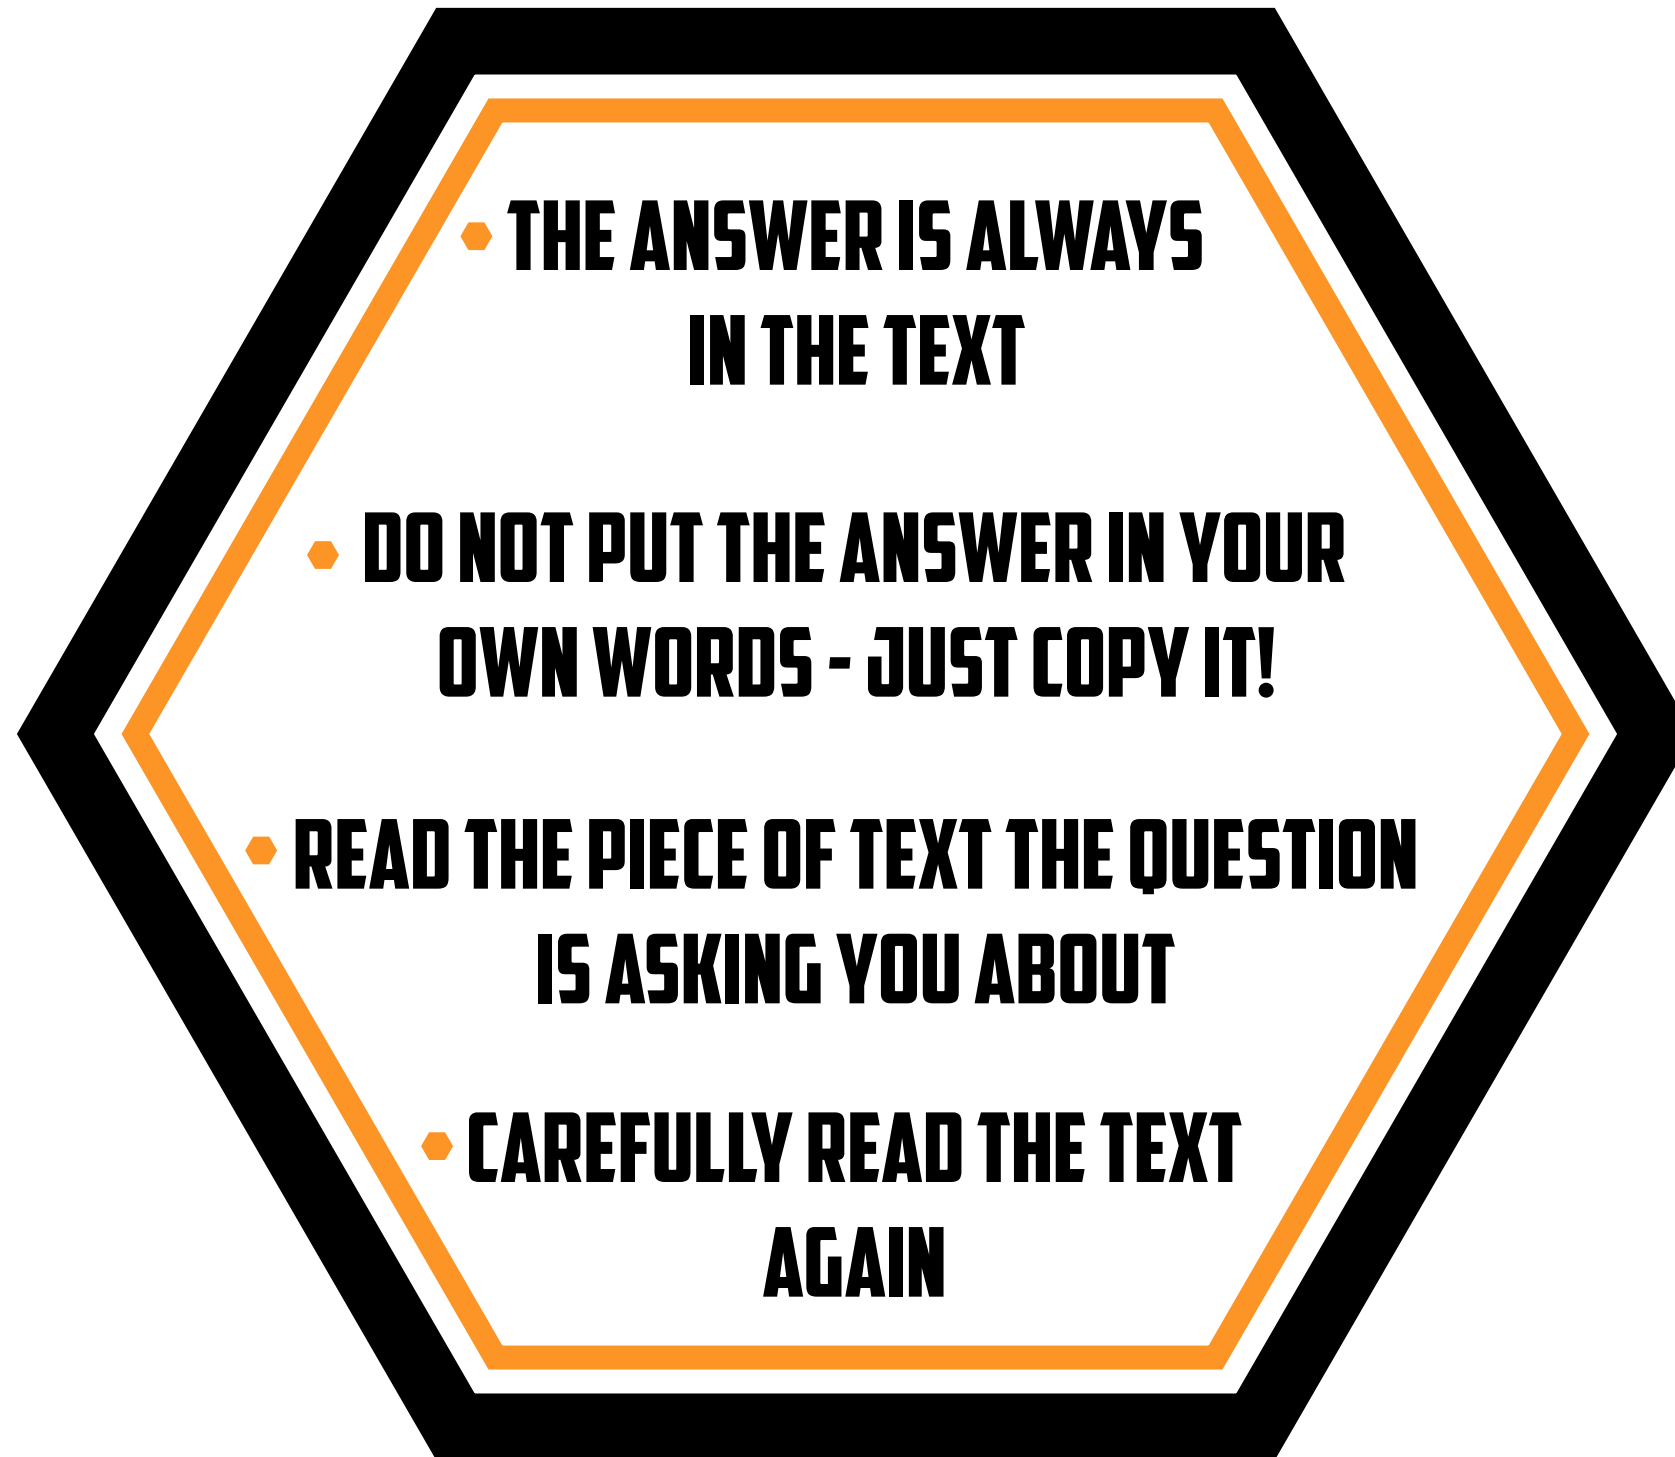 THE ANSWER IS ALWAYS
IN THE TEXT
DO NOT PUT THE ANSWER IN YOUR
OWN WORDS - JUST COPY IT!
READ THE PIECE OF TEXT THE QUESTION
IS ASKING YOU ABOUT
CAREFULLY READ THE TEXT
AGAIN